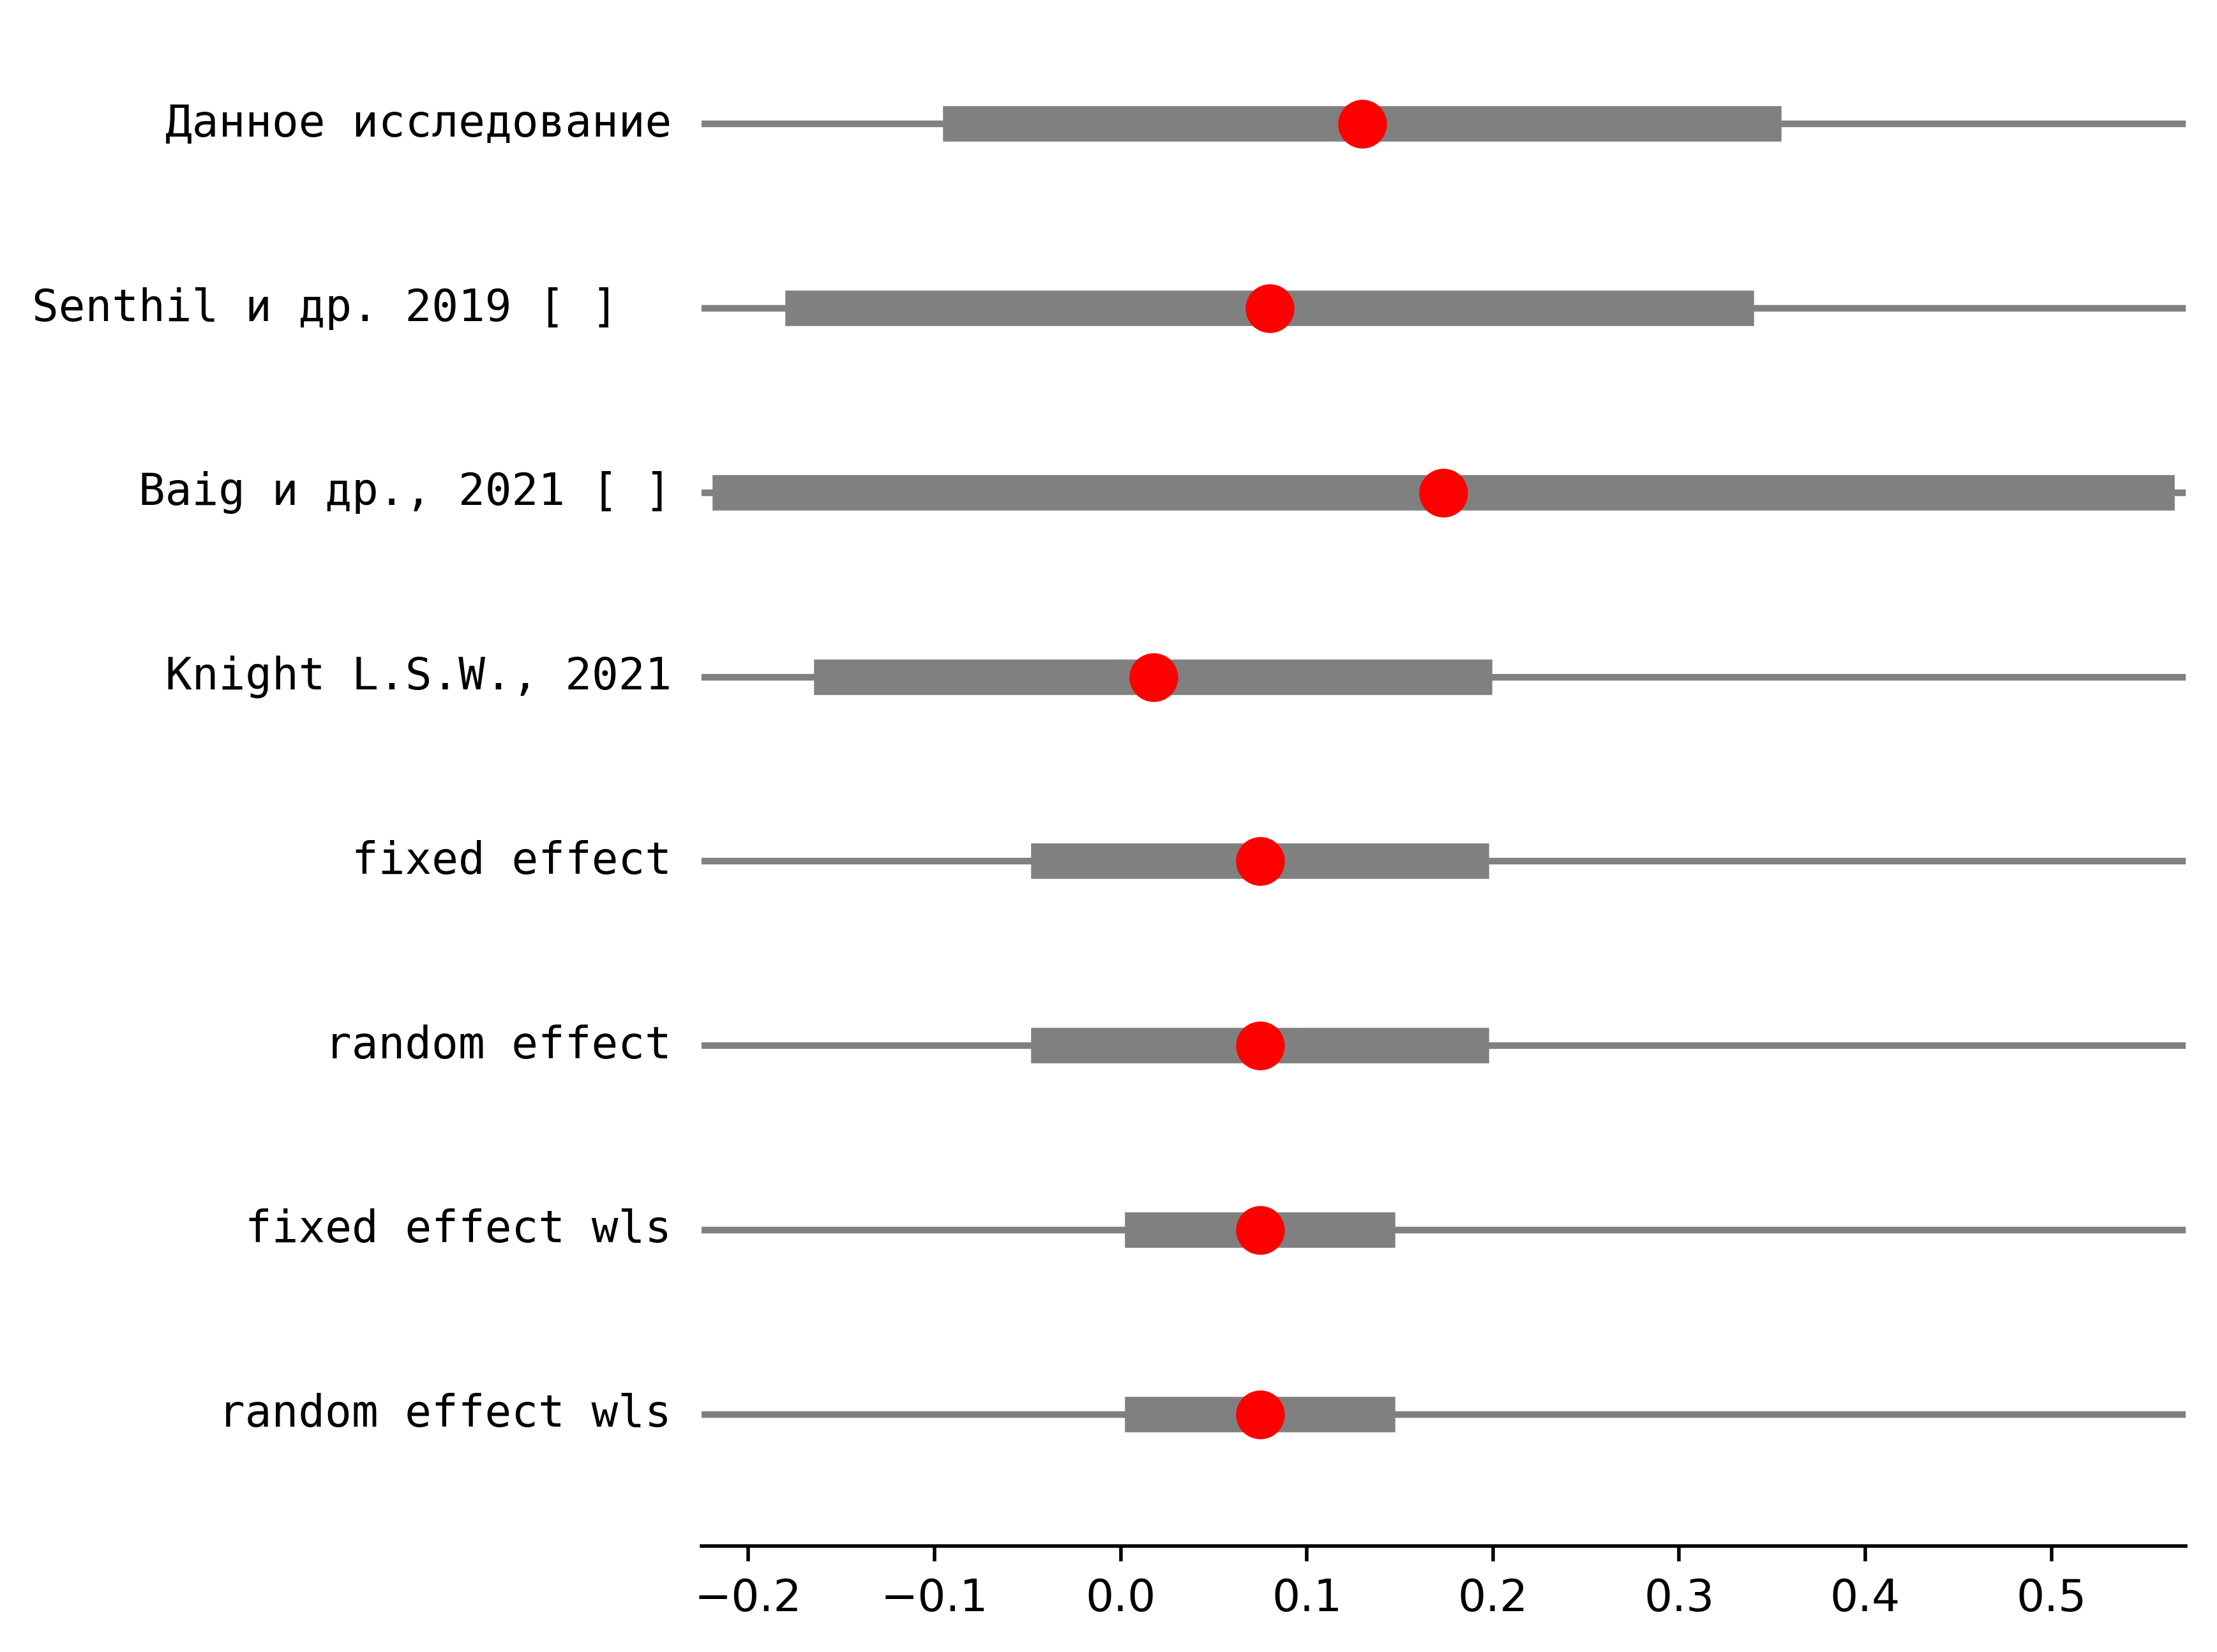 Данное исследование
Senthil и др. 2019 [ ]
Baig и др., 2021 [ ]
Knight L.S.W., 2021
fixed effect
random effect
fixed effect wls
random effect wls
−0.2 −0.1 0.0 0.1 0.2 0.3 0.4 0.5